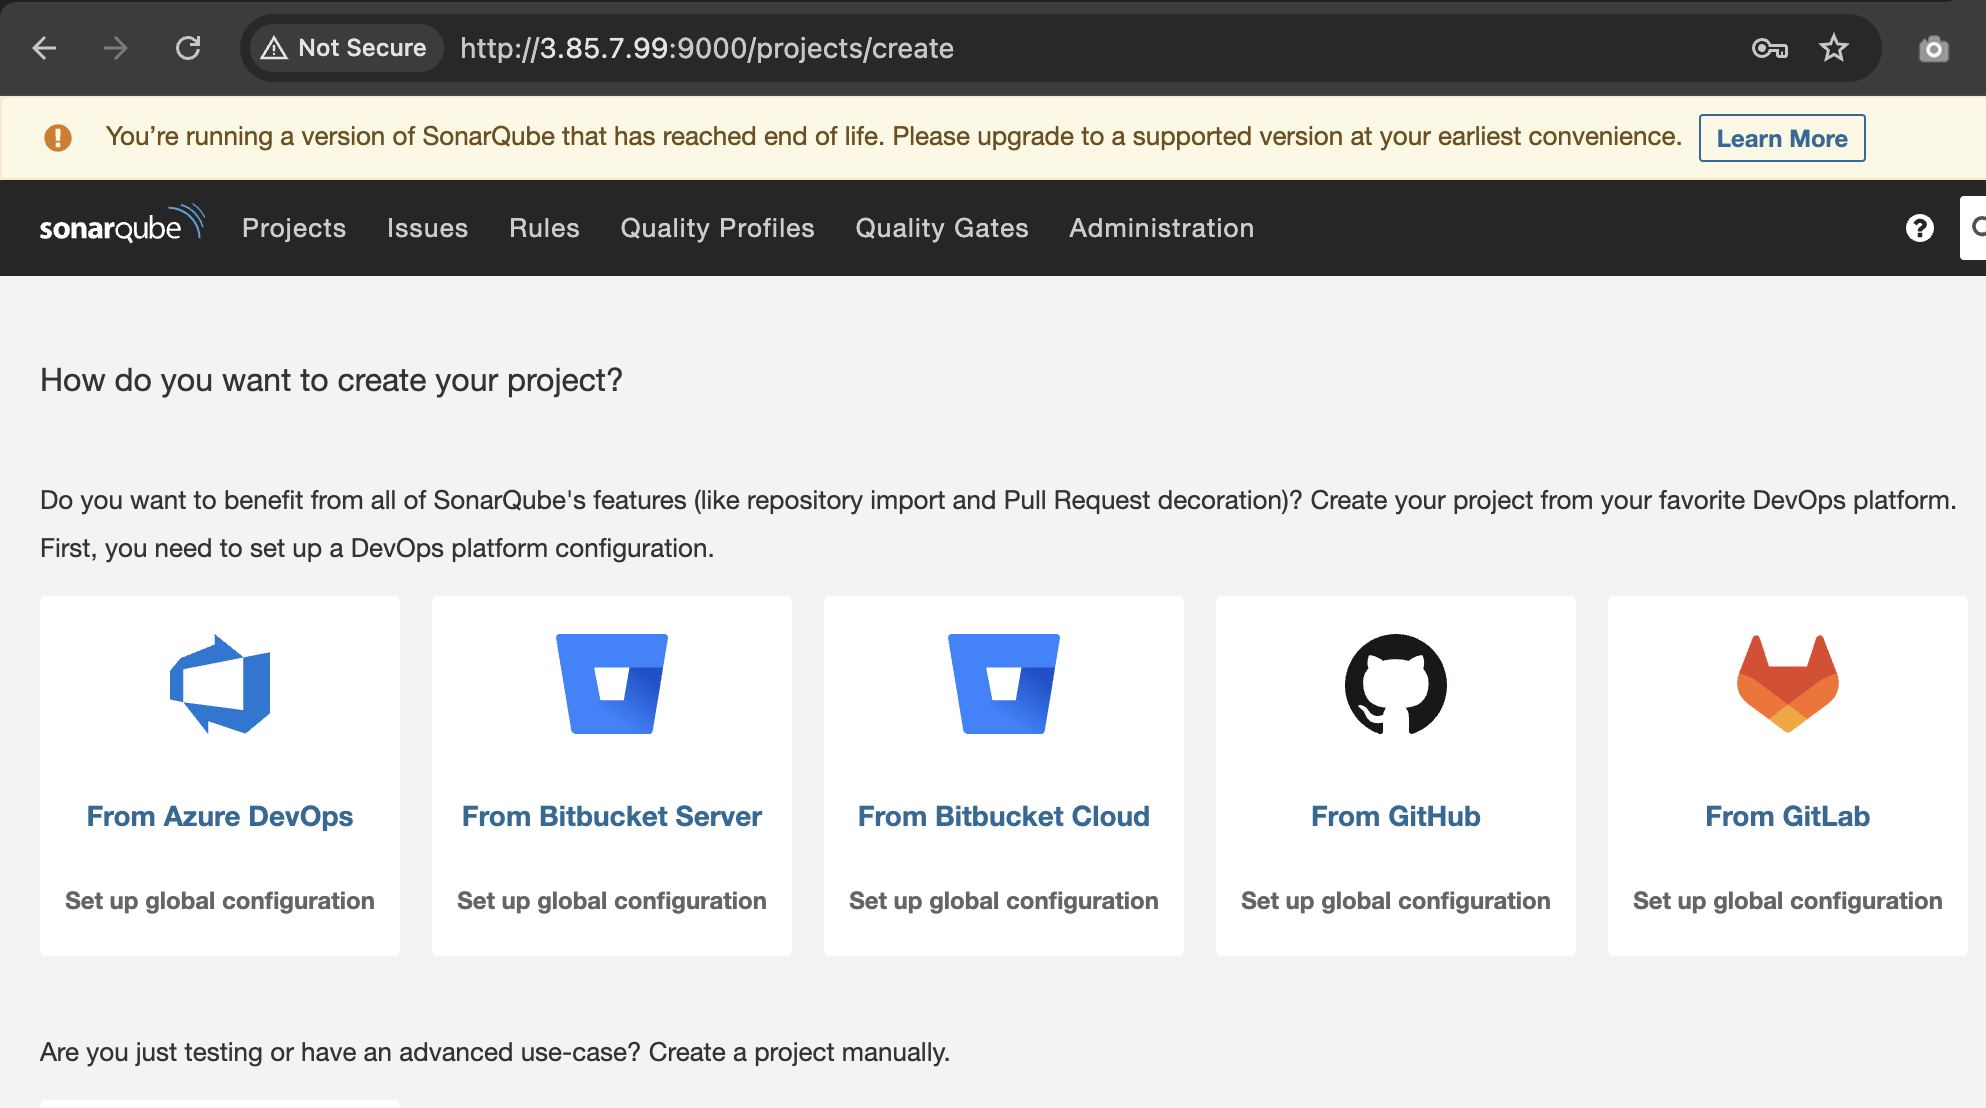 Not Secure http://3.85.7.99:9000/projects/create
You’re running a version of SonarQube that has reached end of life. Please upgrade to a supported version at your earliest convenience. Learn More
sonarqube Projects Issues Rules Quality Profiles Quality Gates Administration
How do you want to create your project?
Do you want to benefit from all of SonarQube's features (like repository import and Pull Request decoration)? Create your project from your favorite DevOps platform.
First, you need to set up a DevOps platform configuration.
From Azure DevOps From Bitbucket Server From Bitbucket Cloud From GitHub From GitLab
Set up global configuration Set up global configuration Set up global configuration Set up global configuration Set up global configuration
Are you just testing or have an advanced use-case? Create a project manually.